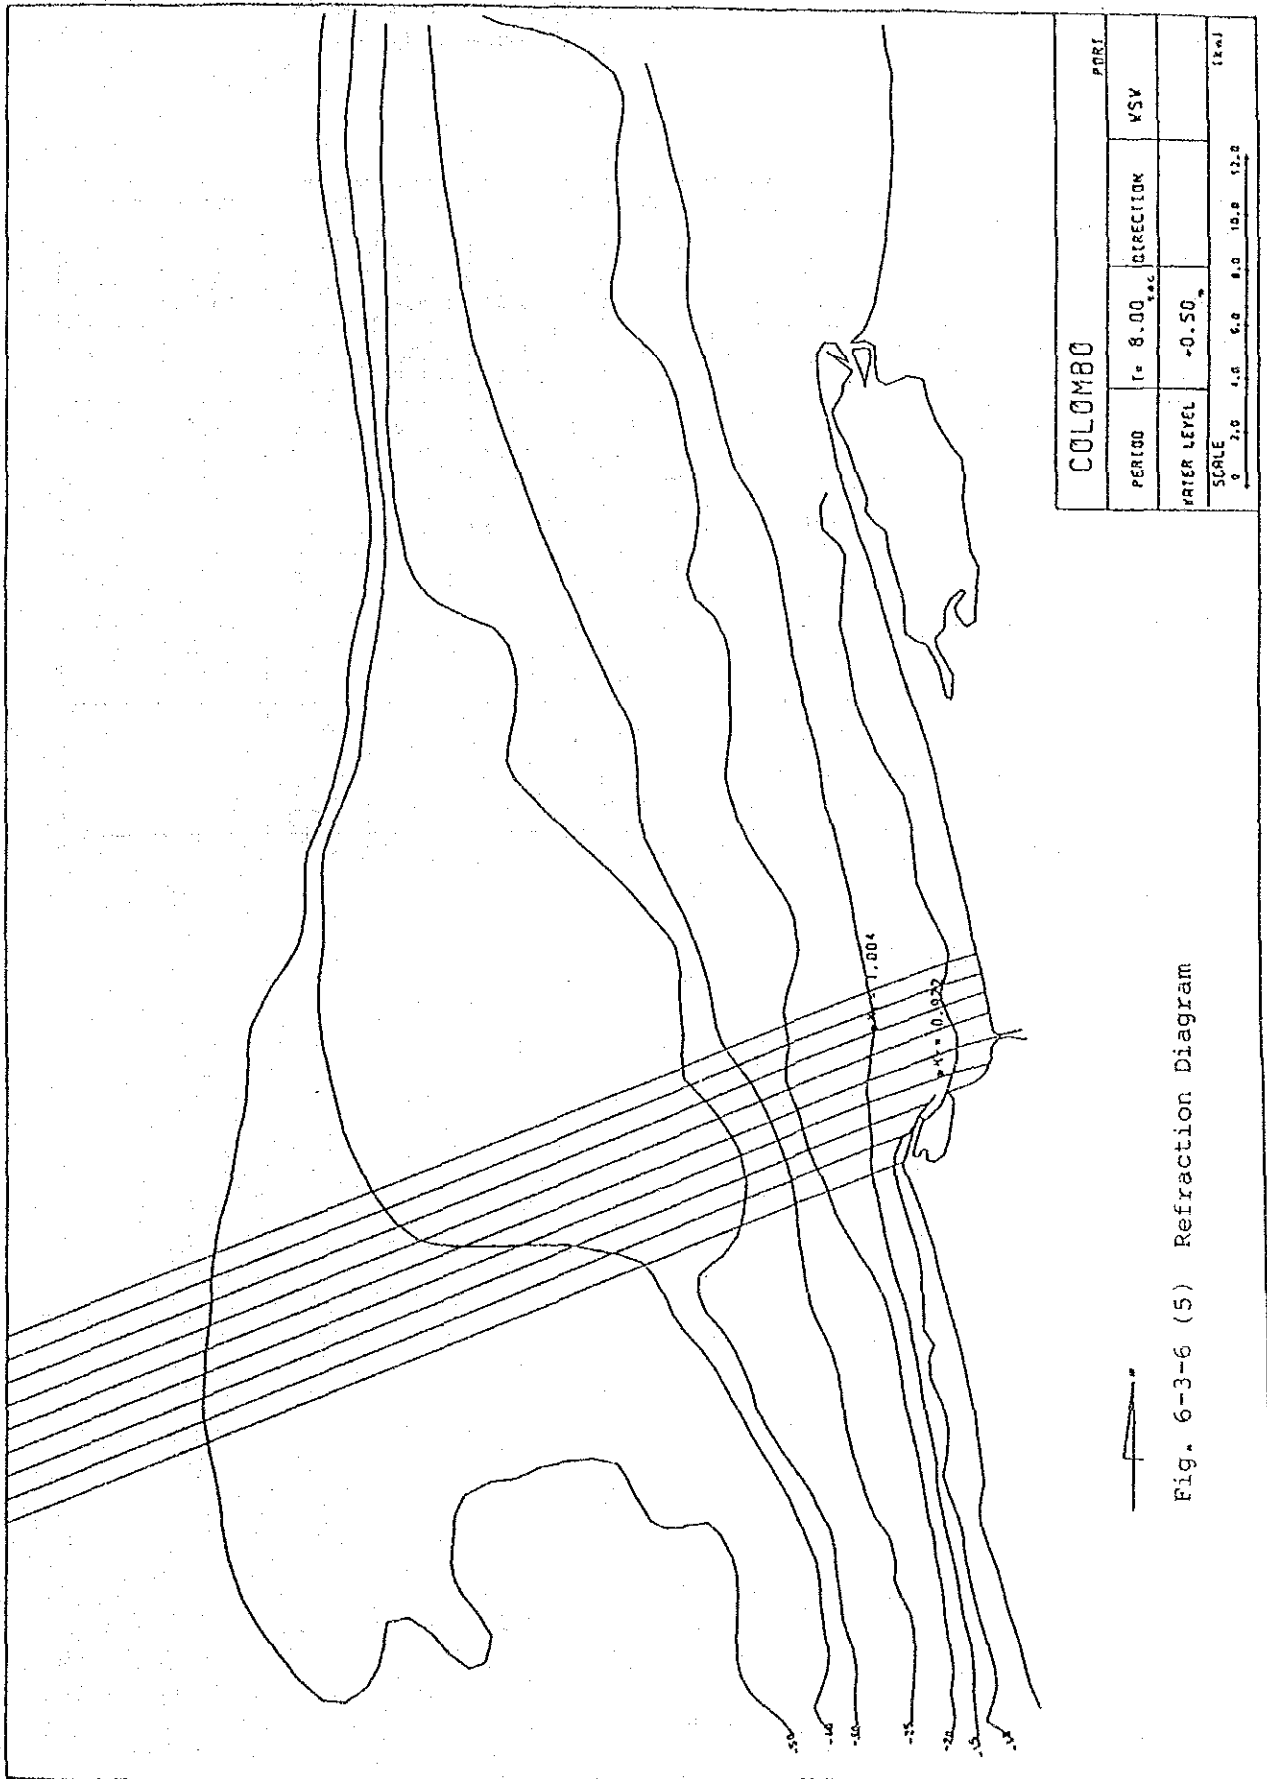 COLOMBO PORT
PERIOD T= 8.00 sec DIRECTION WSW
WATER LEVEL +0.50 m
SCALE
0 2.0 4.0 6.0 8.0 10.0 12.0 (km)
1.004
Kr = 0.922
-50
-40
-30
-25
-20
-15
Fig. 6-3-6 (5) Refraction Diagram